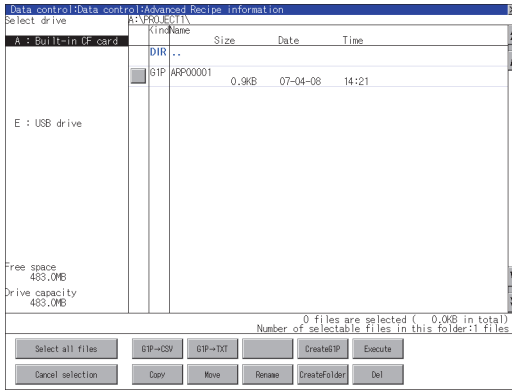 Data control:Data control:Advanced Recipe information
Select drive
A:\PROJECT1\
Kind Name
Size Date Time
A : Built-in CF card
DIR ..
G1P ARP00001
0.9KB 07-04-08 14:21
E : USB drive
Free space
483.0MB
Drive capacity
483.0MB
0 files are selected ( 0.0KB in total)
Number of selectable files in this folder:1 files
Select all files G1P→CSV G1P→TXT CreateG1P Execute
Cancel selection Copy Move Rename CreateFolder Del